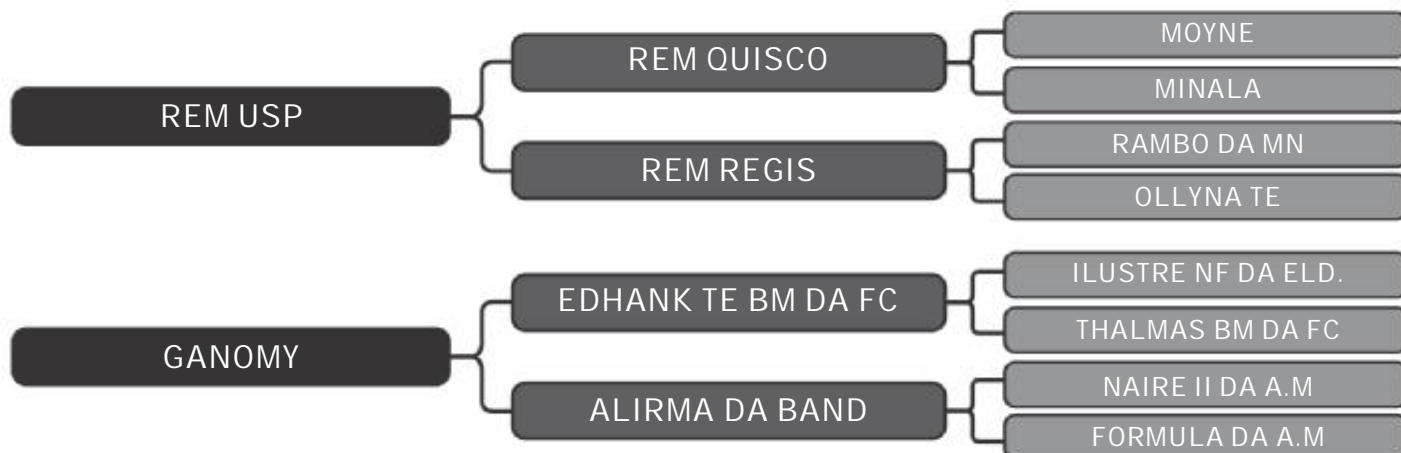 REM USP
REM QUISCO
MOYNE
MINALA
REM REGIS
RAMBO DA MN
OLLYNA TE
GANOMY
EDHANK TE BM DA FC
ILUSTRE NF DA ELD.
THALMAS BM DA FC
ALIRMA DA BAND
NAIRE II DA A.M
FORMULA DA A.M